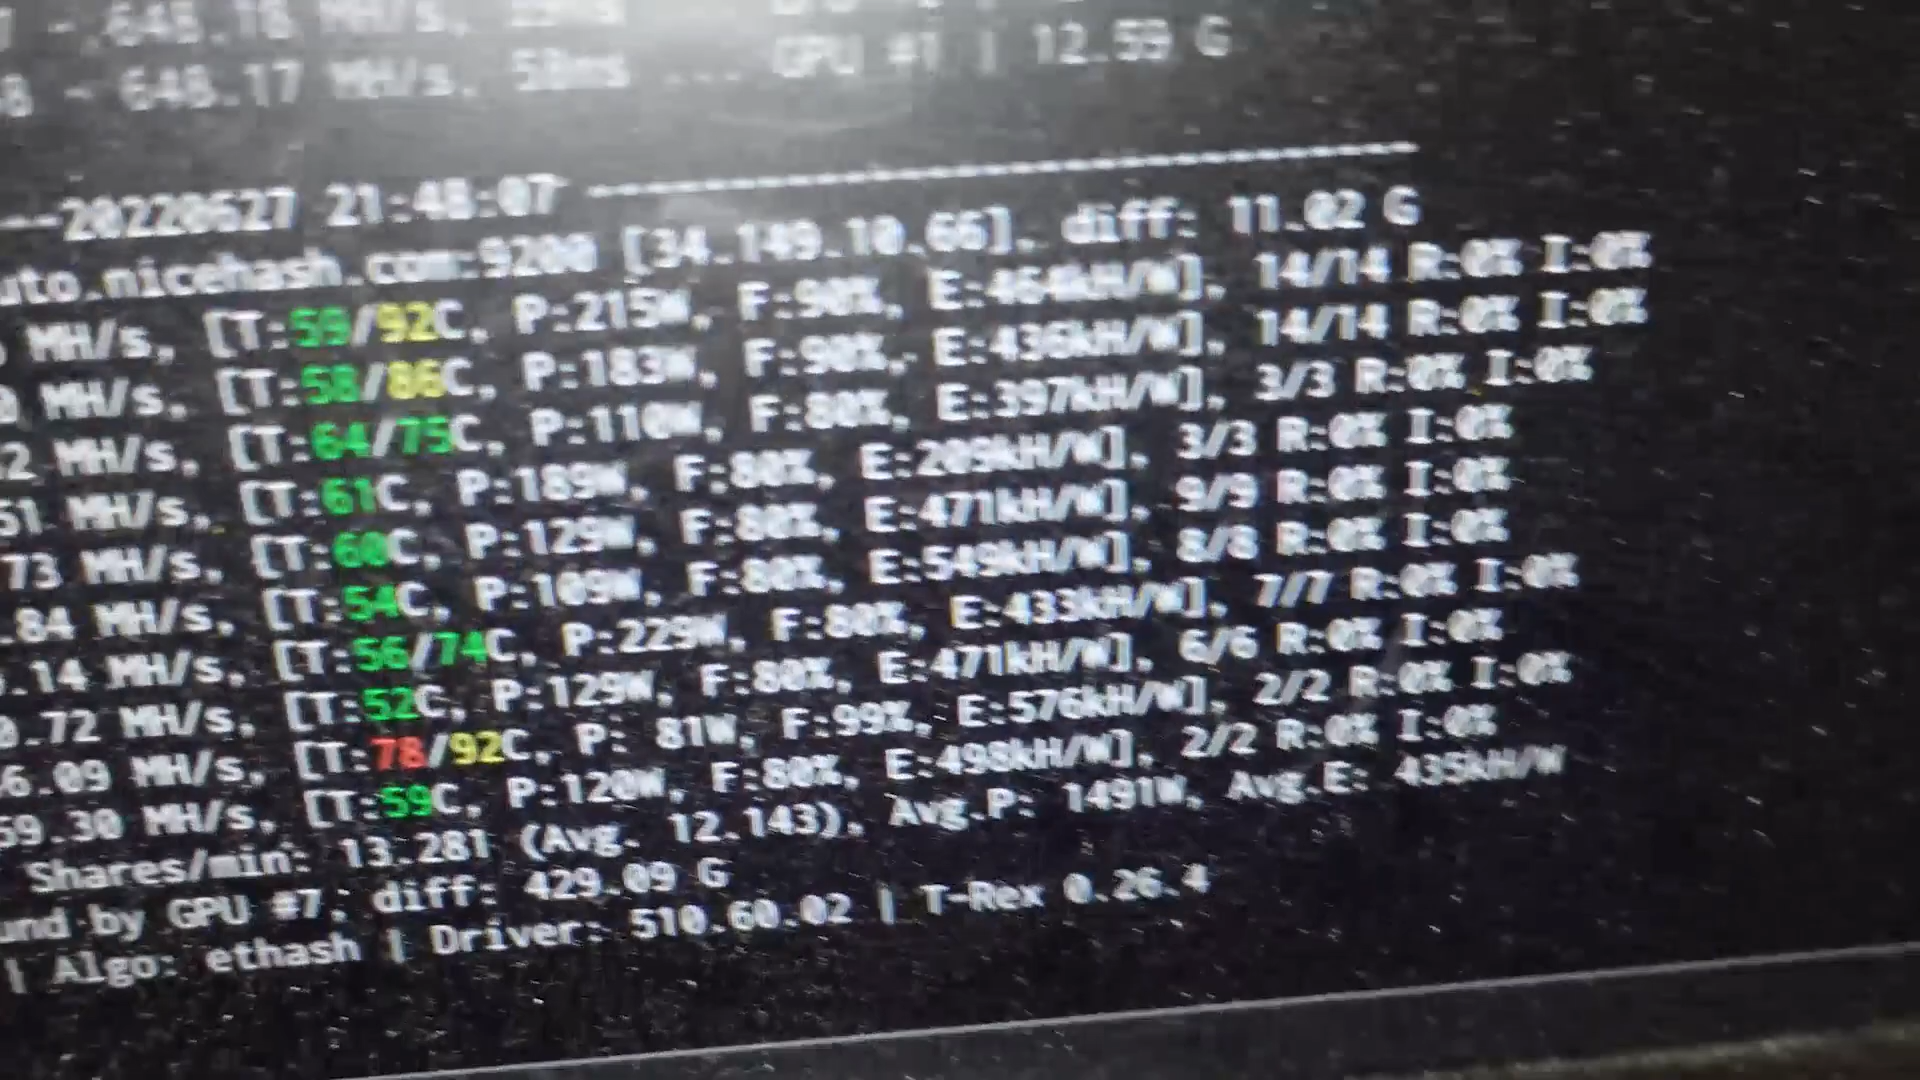 - 648.18 MH/s,
8 - 648.17 MH/s, 58ms ... GPU #1 | 12.59 G
---20220627 21:48:07 --------------------
uto.nicehash.com:9200 [34.149.10.66], diff: 11.02 G
MH/s, [T:59/92C, P:215W, F:90%, E:464kH/W], 14/14 R:0% I:0%
0 MH/s, [T:58/86C, P:183W, F:90%, E:436kH/W], 14/14 R:0% I:0%
2 MH/s, [T:64/75C, P:110W, F:80%, E:397kH/W], 3/3 R:0% I:0%
51 MH/s, [T:61C, P:189W, F:80%, E:209kH/W], 3/3 R:0% I:0%
73 MH/s, [T:60C, P:129W, F:80%, E:471kH/W], 9/9 R:0% I:0%
.84 MH/s, [T:54C, P:109W, F:80%, E:549kH/W], 8/8 R:0% I:0%
.14 MH/s, [T:56/74C, P:229W, F:80%, E:433kH/W], 7/7 R:0% I:0%
0.72 MH/s, [T:52C, P:129W, F:80%, E:471kH/W], 6/6 R:0% I:0%
6.09 MH/s, [T:78/92C, P: 81W, F:99%, E:576kH/W], 2/2 R:0% I:0%
59.30 MH/s, [T:59C, P:120W, F:80%, E:498kH/W], 2/2 R:0% I:0%
Shares/min: 13.281 (Avg. 12.143), Avg.P: 1491W, Avg.E: 435kH/W
und by GPU #7, diff: 429.09 G
| Algo: ethash | Driver: 510.60.02 | T-Rex 0.26.4